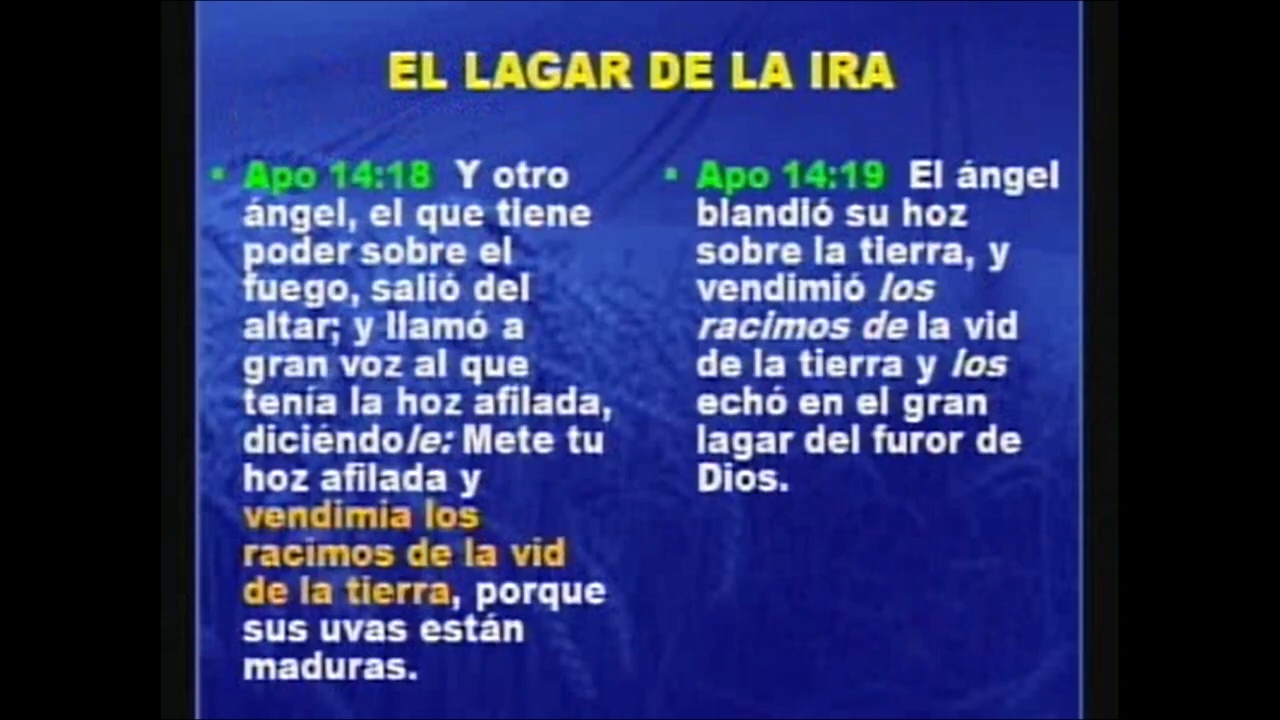 EL LAGAR DE LA IRA
▪ Apo 14:18 Y otro
ángel, el que tiene
poder sobre el
fuego, salió del
altar; y llamó a
gran voz al que
tenía la hoz afilada,
diciéndole: Mete tu
hoz afilada y
vendimia los
racimos de la vid
de la tierra, porque
sus uvas están
maduras.
▪ Apo 14:19 El ángel
blandió su hoz
sobre la tierra, y
vendimió los
racimos de la vid
de la tierra y los
echó en el gran
lagar del furor de
Dios.